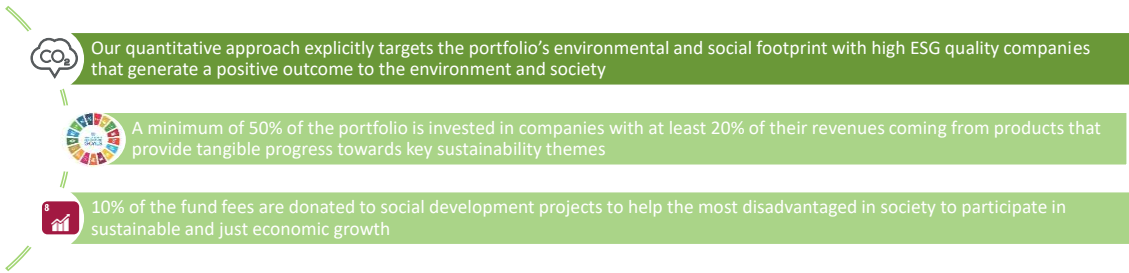 CO2
Our quantitative approach explicitly targets the portfolio's environmental and social footprint with high ESG quality companies
that generate a positive outcome to the environment and society
A minimum of 50% of the portfolio is invested in companies with at least 20% of their revenues coming from products that
provide tangible progress towards key sustainability themes
8
10% of the fund fees are donated to social development projects to help the most disadvantaged in society to participate in
sustainable and just economic growth